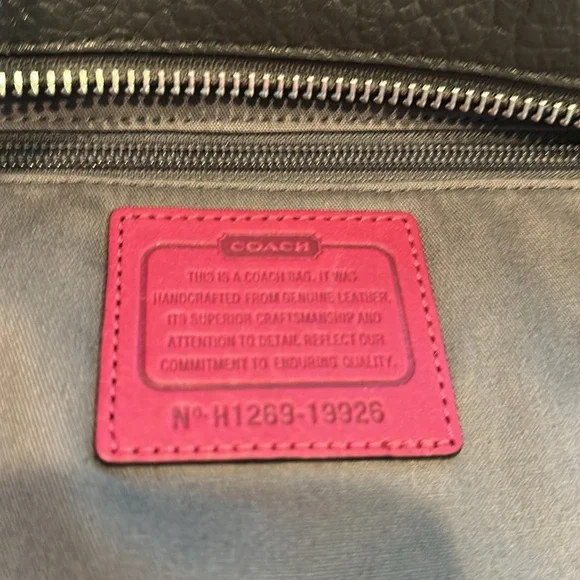 COACH
THIS IS A COACH BAG. IT WAS
HANDCRAFTED FROM GENUINE LEATHER.
ITS SUPERIOR CRAFTSMANSHIP AND
ATTENTION TO DETAIL REFLECT OUR
COMMITMENT TO ENDURING QUALITY.
Nº H1269-19926